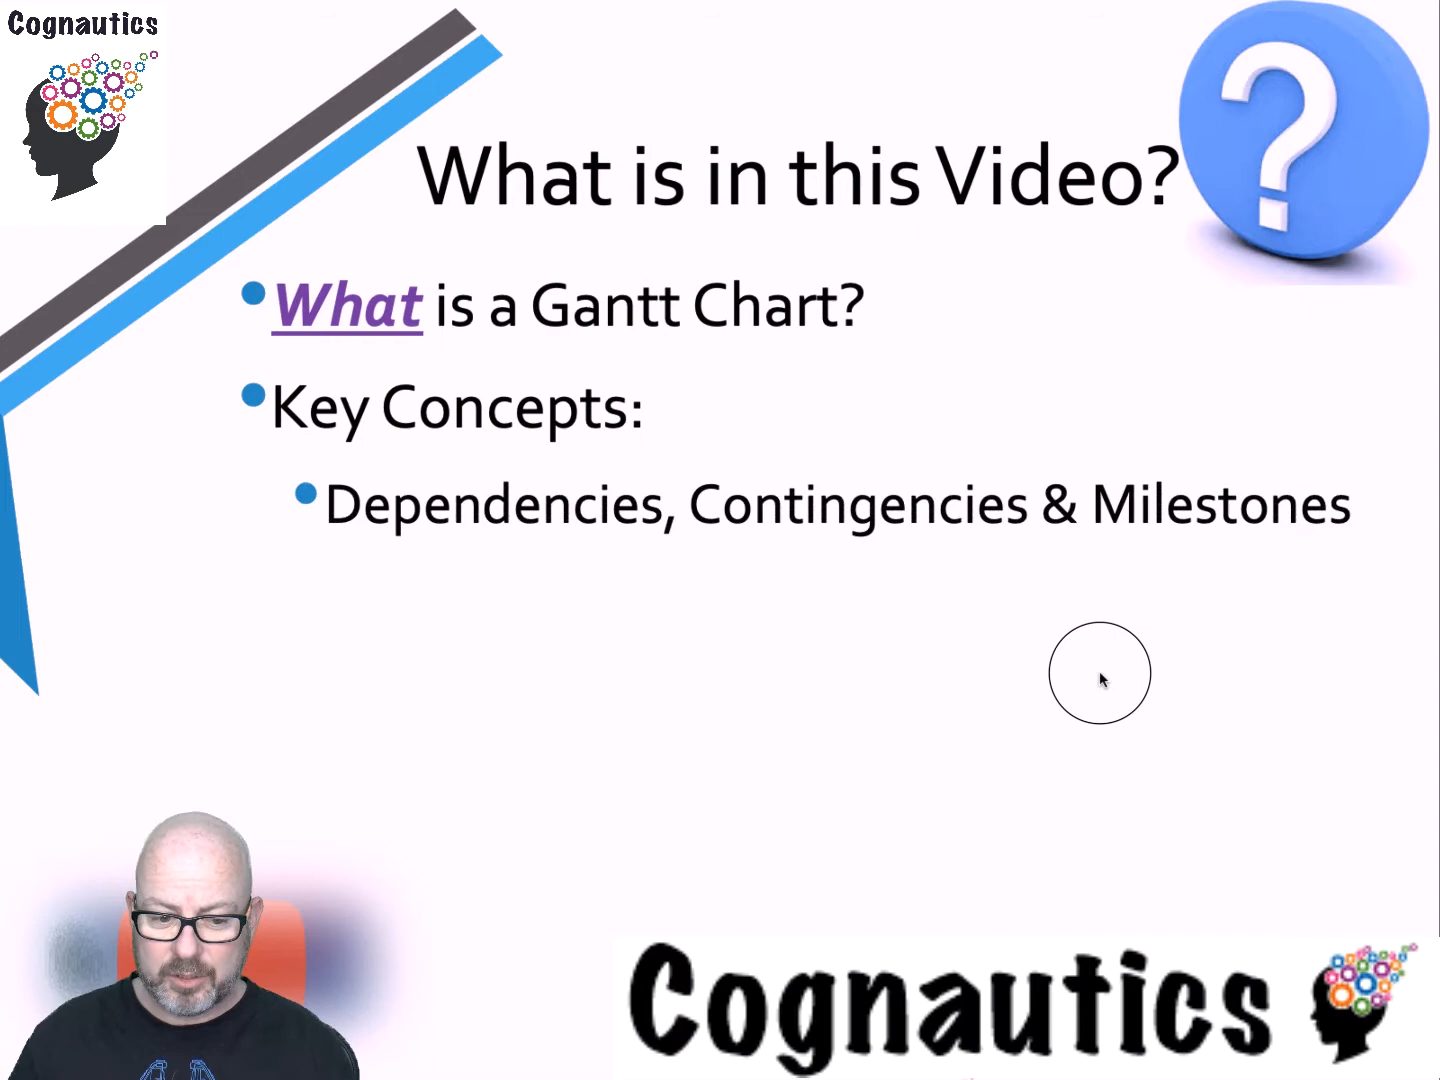 Cognautics
What is in this Video?
What is a Gantt Chart?
Key Concepts:
Dependencies, Contingencies & Milestones
Cognautics